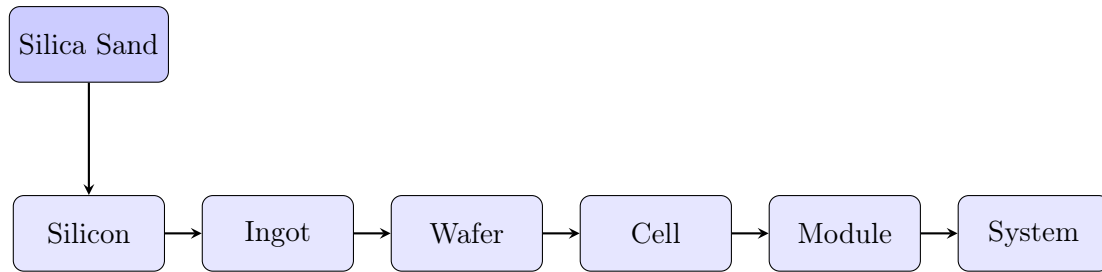 Silica Sand
Silicon
Ingot
Wafer
Cell
Module
System